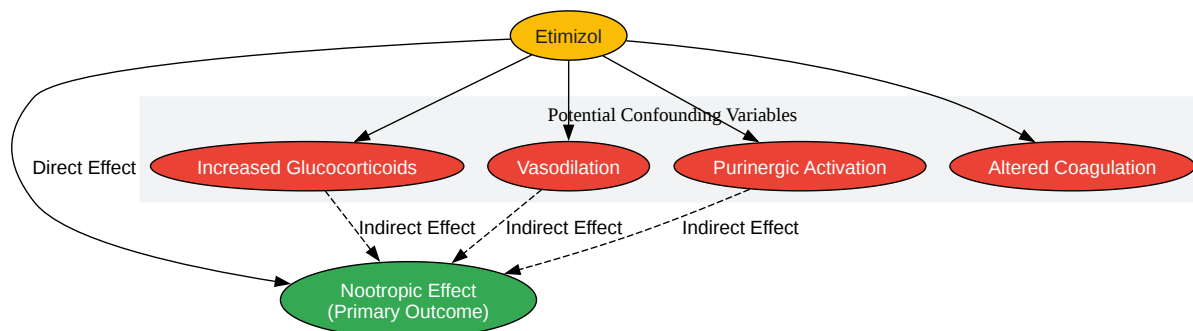 Etimizol
Potential Confounding Variables
Direct Effect
Increased Glucocorticoids
Vasodilation
Purinergic Activation
Altered Coagulation
Indirect Effect
Indirect Effect
Indirect Effect
Nootropic Effect
(Primary Outcome)